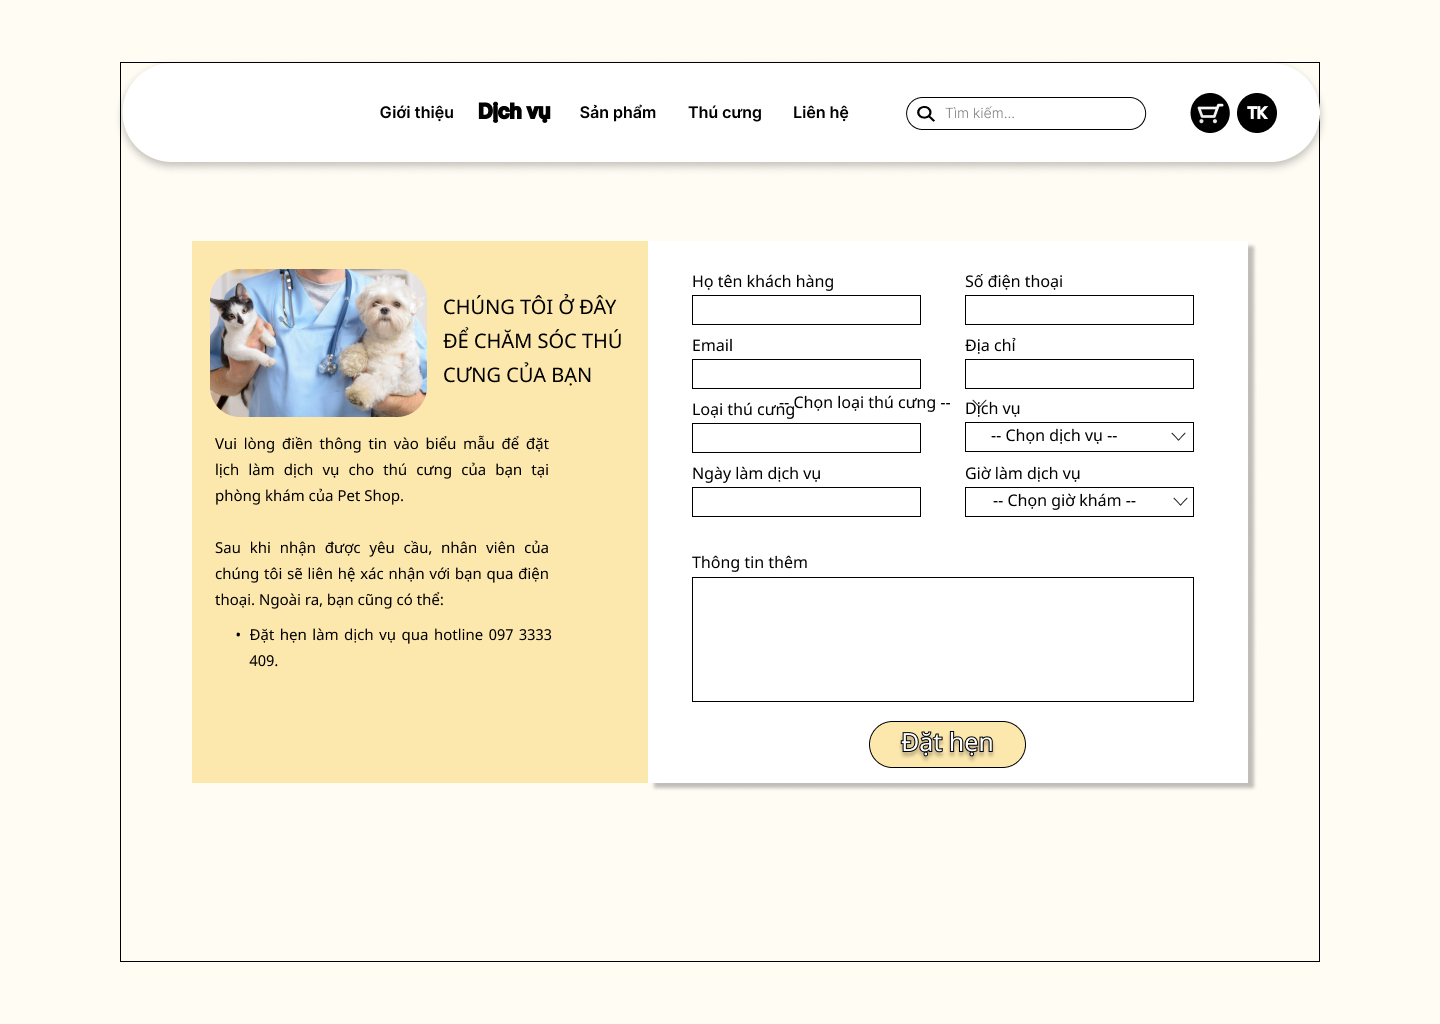 Giới thiệu Dịch vụ Sản phẩm Thú cưng Liên hệ Tìm kiếm... TK
CHÚNG TÔI Ở ĐÂY
ĐỂ CHĂM SÓC THÚ
CƯNG CỦA BẠN
Vui lòng điền thông tin vào biểu mẫu để đặt
lịch làm dịch vụ cho thú cưng của bạn tại
phòng khám của Pet Shop.
Sau khi nhận được yêu cầu, nhân viên của
chúng tôi sẽ liên hệ xác nhận với bạn qua điện
thoại. Ngoài ra, bạn cũng có thể:
• Đặt hẹn làm dịch vụ qua hotline 097 3333
409.
Họ tên khách hàng
Số điện thoại
Email
Địa chỉ
Loại thú cưng
-- Chọn loại thú cưng --
Dịch vụ
-- Chọn dịch vụ --
Ngày làm dịch vụ
Giờ làm dịch vụ
-- Chọn giờ khám --
Thông tin thêm
Đặt hẹn